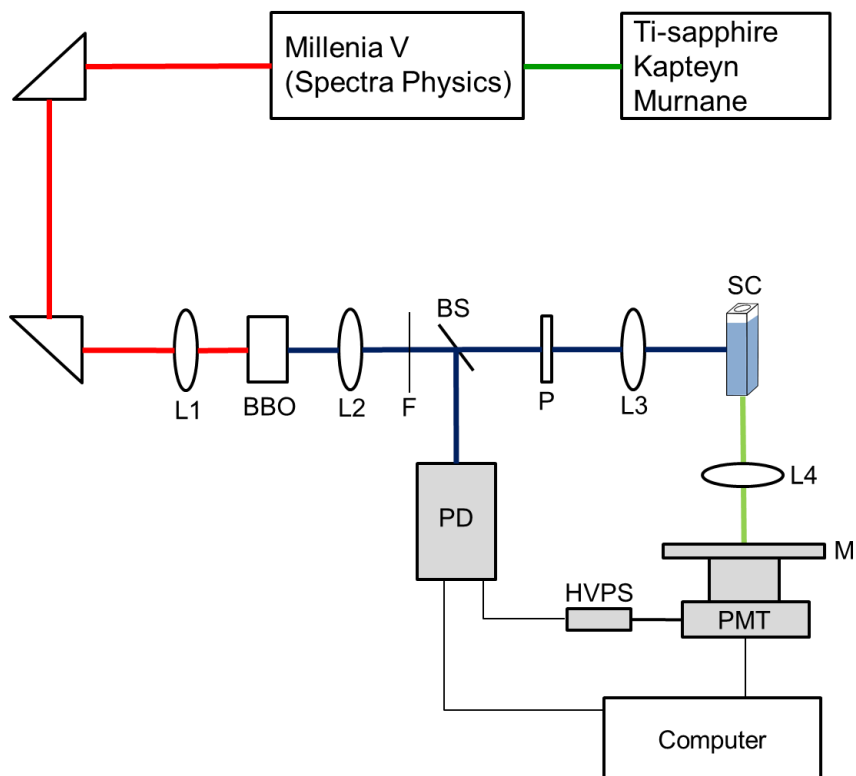 Millenia V
(Spectra Physics)
Ti-sapphire
Kapteyn
Murnane
SC
BS
L1
BBO
L2
F
P
L3
L4
PD
M
HVPS
PMT
Computer